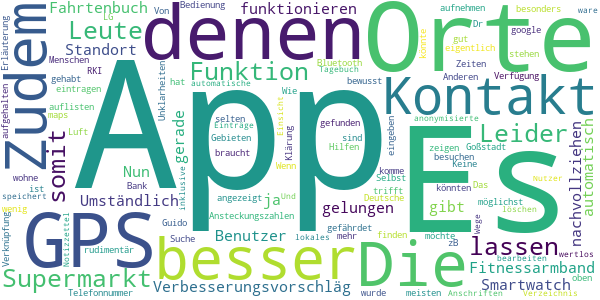 Fahrtenbuch
LG
Von
Bedienung
aufnehmen
Dr
besonders
google
ware
Erläuterung
Leute
denen
funktionieren
Orte
Menschen
Standort
konnte
gut
eigentlich
stehen
RKI
gehabt
eintragen
Zudem
aufgehalten
auflisten
maps
Luft
Unklarheiten
hat
automatische
Funktion
Bluetooth
Tagebuch
bewusst
Zeiten
Anderen
Verfügung
Wie
App
Es
Kontakt
anonymisierte
selten
Einträge
Gebieten
braucht
gerade
Einsicht
Klärung
gefunden
sind
Hilfen
Wenn
eingeben
zeigen
Goßstadt
besuchen
Keine
Leider
automatisch
nachvollziehen
somit
Nun
wohne
ist
speichert
wenig
Bank
inklusive
Umständlich
angezeigt
Und
Ansteckungszahlen
ja
gelungen
komme
Selbst
trifft
Deutsche
gibt
könnten
Das
möglichst
löschen
Nutzer
GPS
besser
Die
lassen
Verknüpfung
Notizzettel
rudimentär
Guido
Suche
Benutzer
lokales
gefährdet
mehr
finden
möchte
zB
Wege
bearbeiten
Fitnessarmband
wertlos
oben
Supermarkt
Telefonnummer
Verbesserungsvorschläg
wurde
meisten
Anschriften
Smartwatch
Verzeichnis